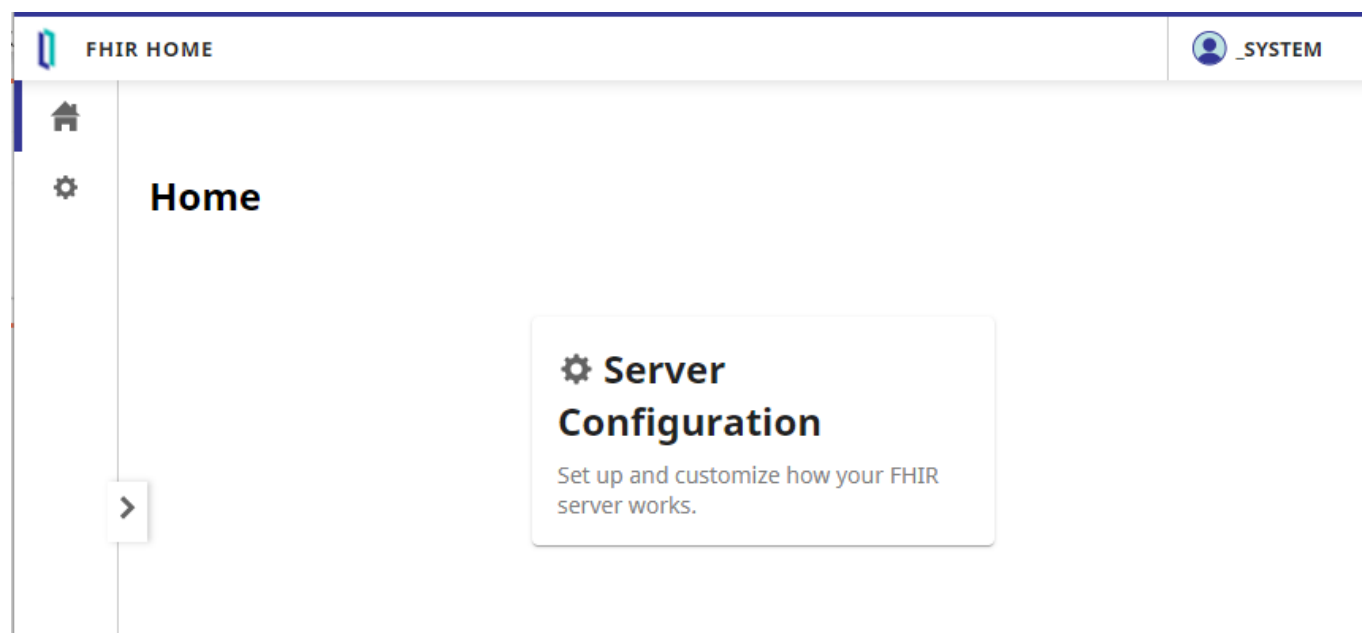 FHIR HOME
_SYSTEM
Home
Server
Configuration
Set up and customize how your FHIR
server works.